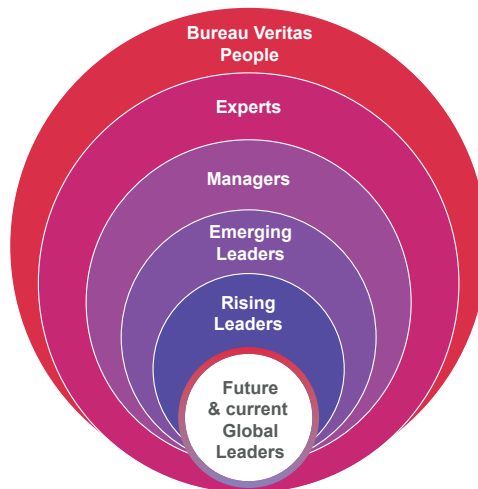 Bureau Veritas
People
Experts
Managers
Emerging
Leaders
Rising
Leaders
Future
& current
Global
Leaders